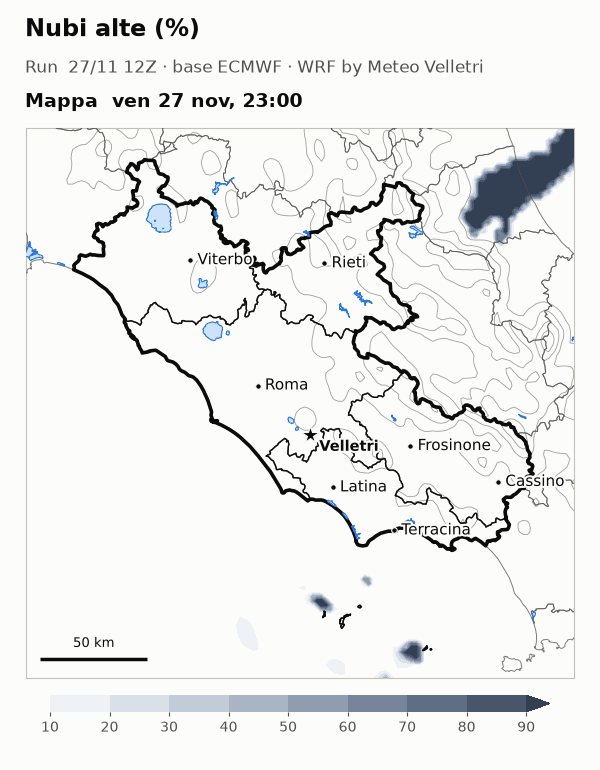 Nubi alte (%)
Run  27/11 12Z · base ECMWF · WRF by Meteo Velletri
Mappa  ven 27 nov, 23:00
Viterbo
Rieti
Roma
Velletri
Frosinone
Latina
Cassino
Terracina
50 km
10 20 30 40 50 60 70 80 90